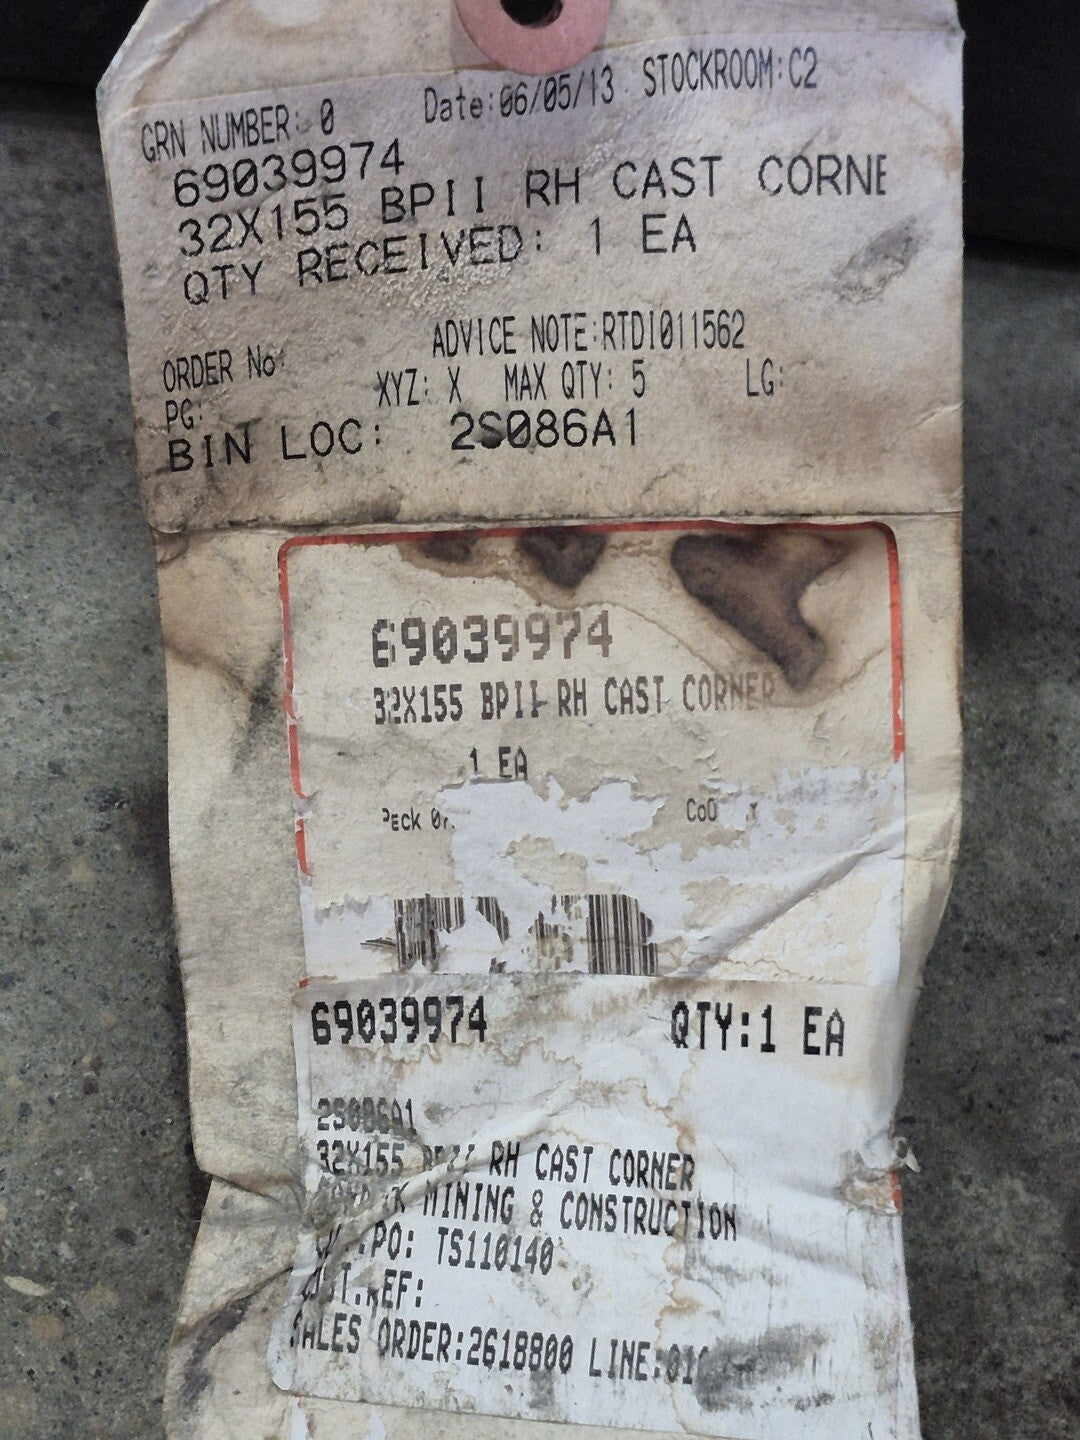 GRN NUMBER: 0 Date:06/05/13 STOCKROOM:C2
69039974
32X155 BPII RH CAST CORNE
QTY RECEIVED: 1 EA
ADVICE NOTE:RTDI011562
ORDER No:
XYZ: X MAX QTY: 5 LG:
PG:
BIN LOC: 2S086A1
69039974
32X155 BPII RH CAST CORNER
1 EA
69039974 QTY:1 EA
2S086A1
32X155 BPII RH CAST CORNER
MINING & CONSTRUCTION
PO: TS110140
SALES ORDER:2618800 LINE: